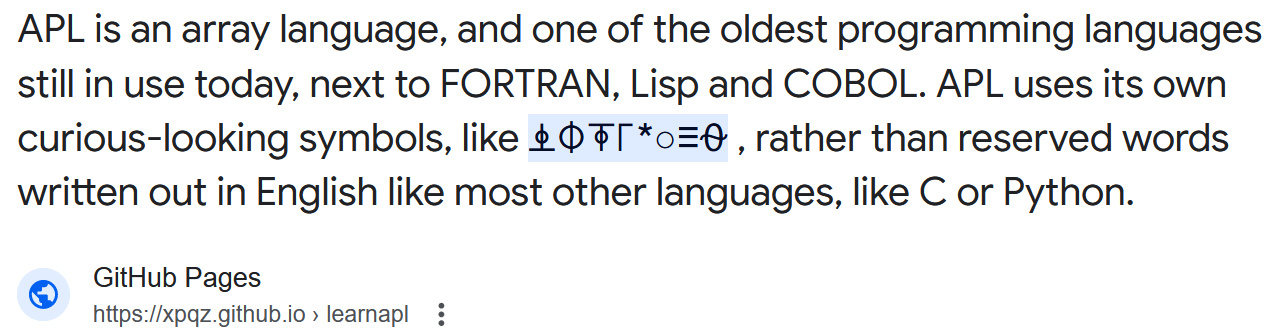 APL is an array language, and one of the oldest programming languages
still in use today, next to FORTRAN, Lisp and COBOL. APL uses its own
curious-looking symbols, like ⍎⌽⍕⌈*○≡⍉ , rather than reserved words
written out in English like most other languages, like C or Python.
GitHub Pages
https://xpqz.github.io › learnapl